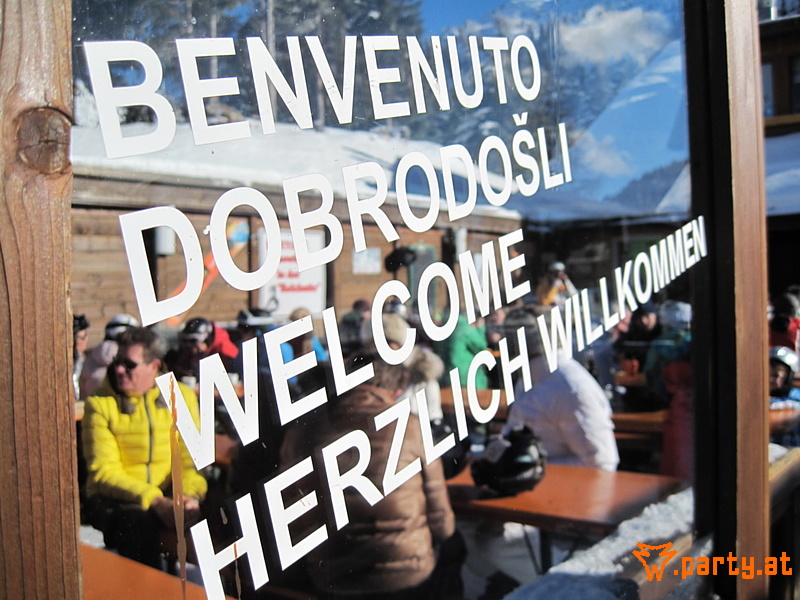 BENVENUTO
DOBRODOŠLI
WELCOME
HERZLICH WILLKOMMEN
w.party.at